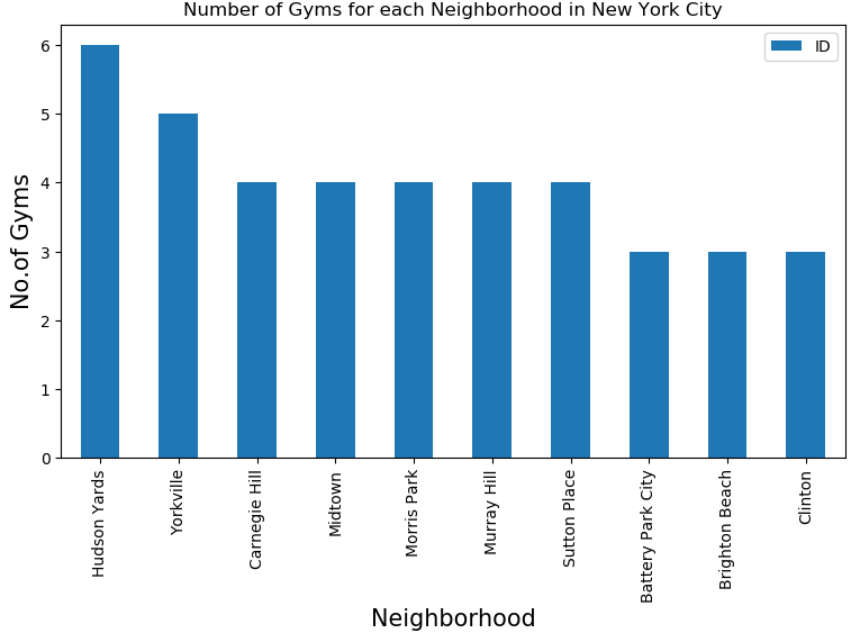 Number of Gyms for each Neighborhood in New York City
ID
No.of Gyms
6
5
4
3
2
1
0
Hudson Yards
Yorkville
Carnegie Hill
Midtown
Morris Park
Murray Hill
Sutton Place
Battery Park City
Brighton Beach
Clinton
Neighborhood